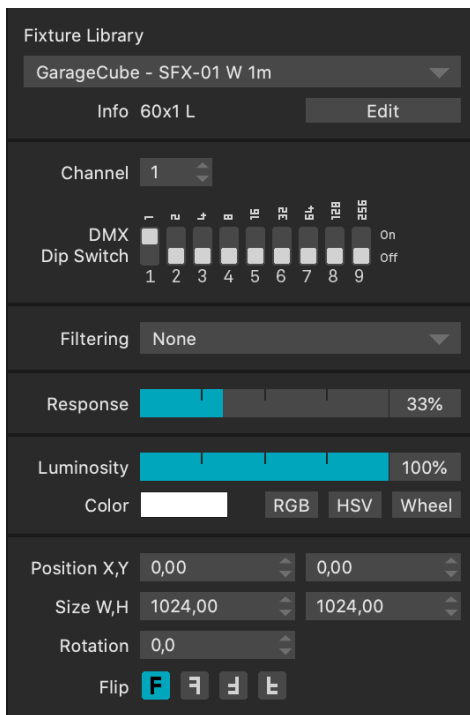 Fixture Library
GarageCube - SFX-01 W 1m
Info 60x1 L Edit
Channel 1
1 2 4 8 16 32 64 128 256
DMX Dip Switch
On
Off
1 2 3 4 5 6 7 8 9
Filtering None
Response 33%
Luminosity 100%
Color RGB HSV Wheel
Position X,Y 0,00 0,00
Size W,H 1024,00 1024,00
Rotation 0,0
Flip F F F F